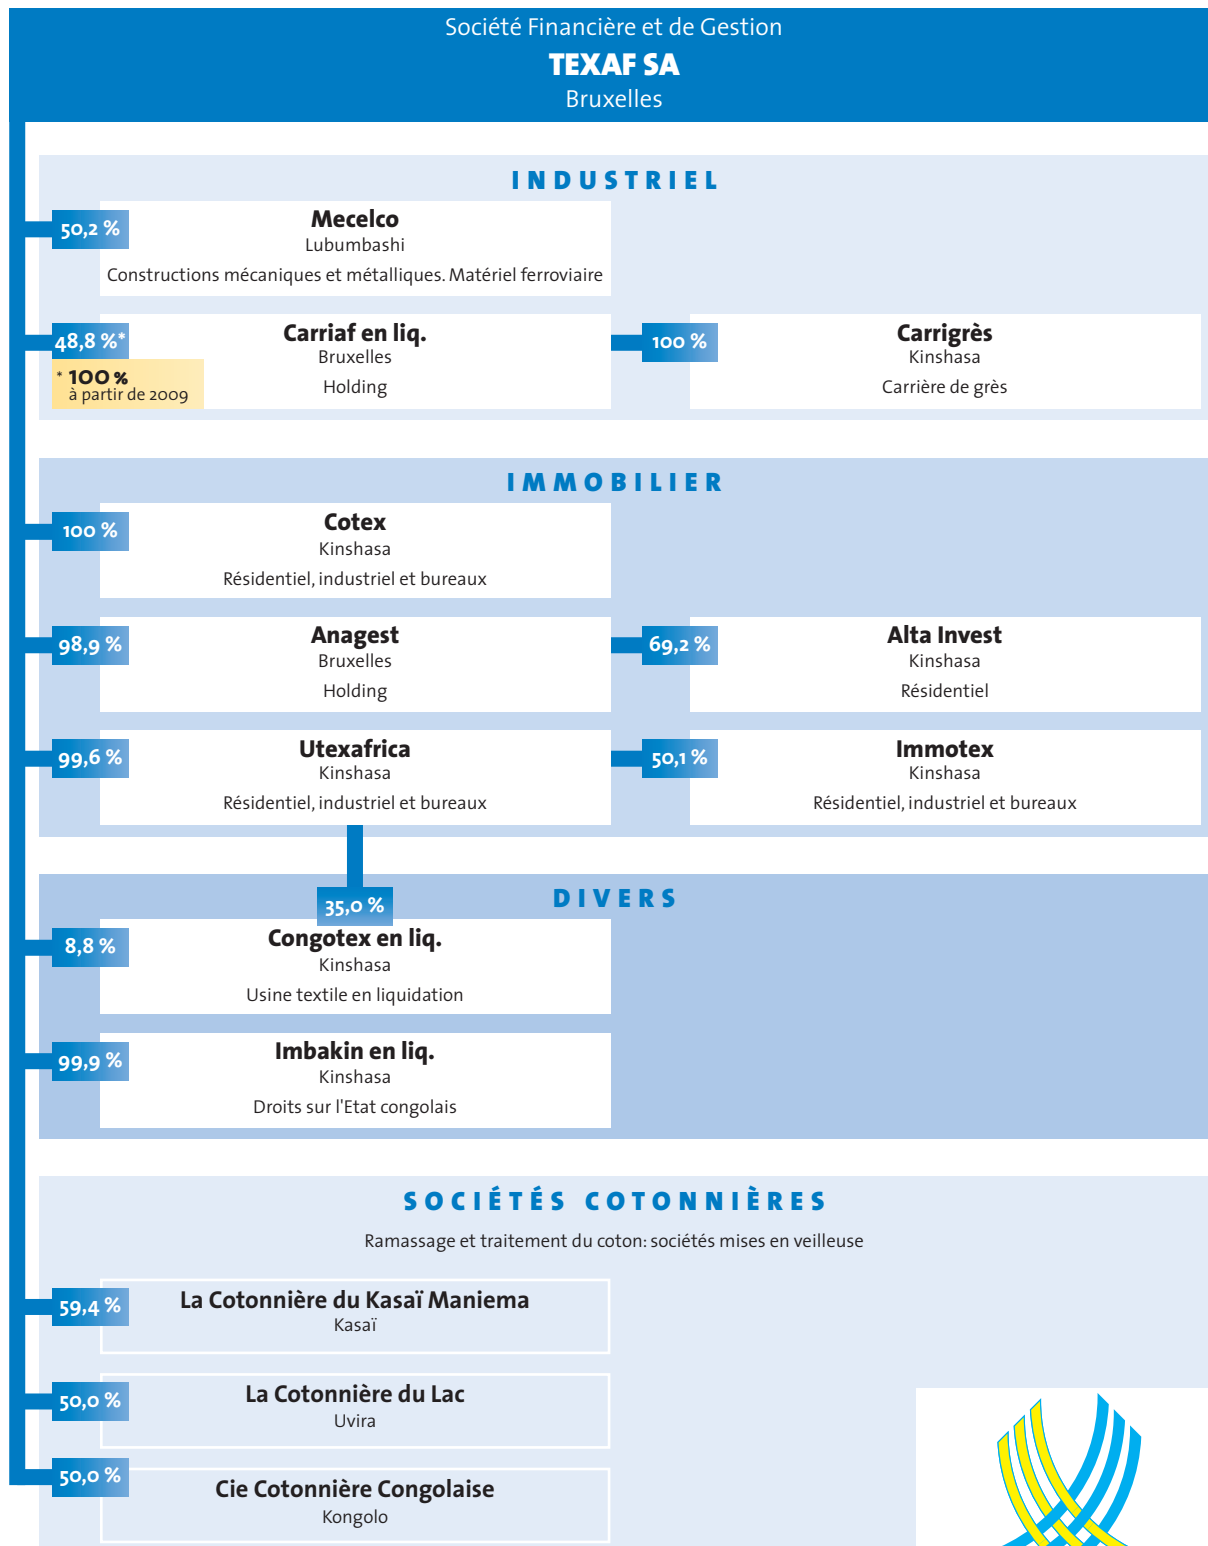 Société Financière et de Gestion
TEXAF SA
Bruxelles
INDUSTRIEL
50,2 %
Mecelco
Lubumbashi
Constructions mécaniques et métalliques. Matériel ferroviaire
48,8 %*
* 100 %
à partir de 2009
Carriaf en liq.
Bruxelles
Holding
100 %
Carrigrès
Kinshasa
Carrière de grès
IMMOBILIER
100 %
Cotex
Kinshasa
Résidentiel, industriel et bureaux
98,9 %
Anagest
Bruxelles
Holding
69,2 %
Alta Invest
Kinshasa
Résidentiel
99,6 %
Utexafrica
Kinshasa
Résidentiel, industriel et bureaux
50,1 %
Immotex
Kinshasa
Résidentiel, industriel et bureaux
DIVERS
35,0 %
8,8 %
Congotex en liq.
Kinshasa
Usine textile en liquidation
99,9 %
Imbakin en liq.
Kinshasa
Droits sur l'Etat congolais
SOCIÉTÉS COTONNIÈRES
Ramassage et traitement du coton: sociétés mises en veilleuse
59,4 %
La Cotonnière du Kasaï Maniema
Kasaï
50,0 %
La Cotonnière du Lac
Uvira
50,0 %
Cie Cotonnière Congolaise
Kongolo